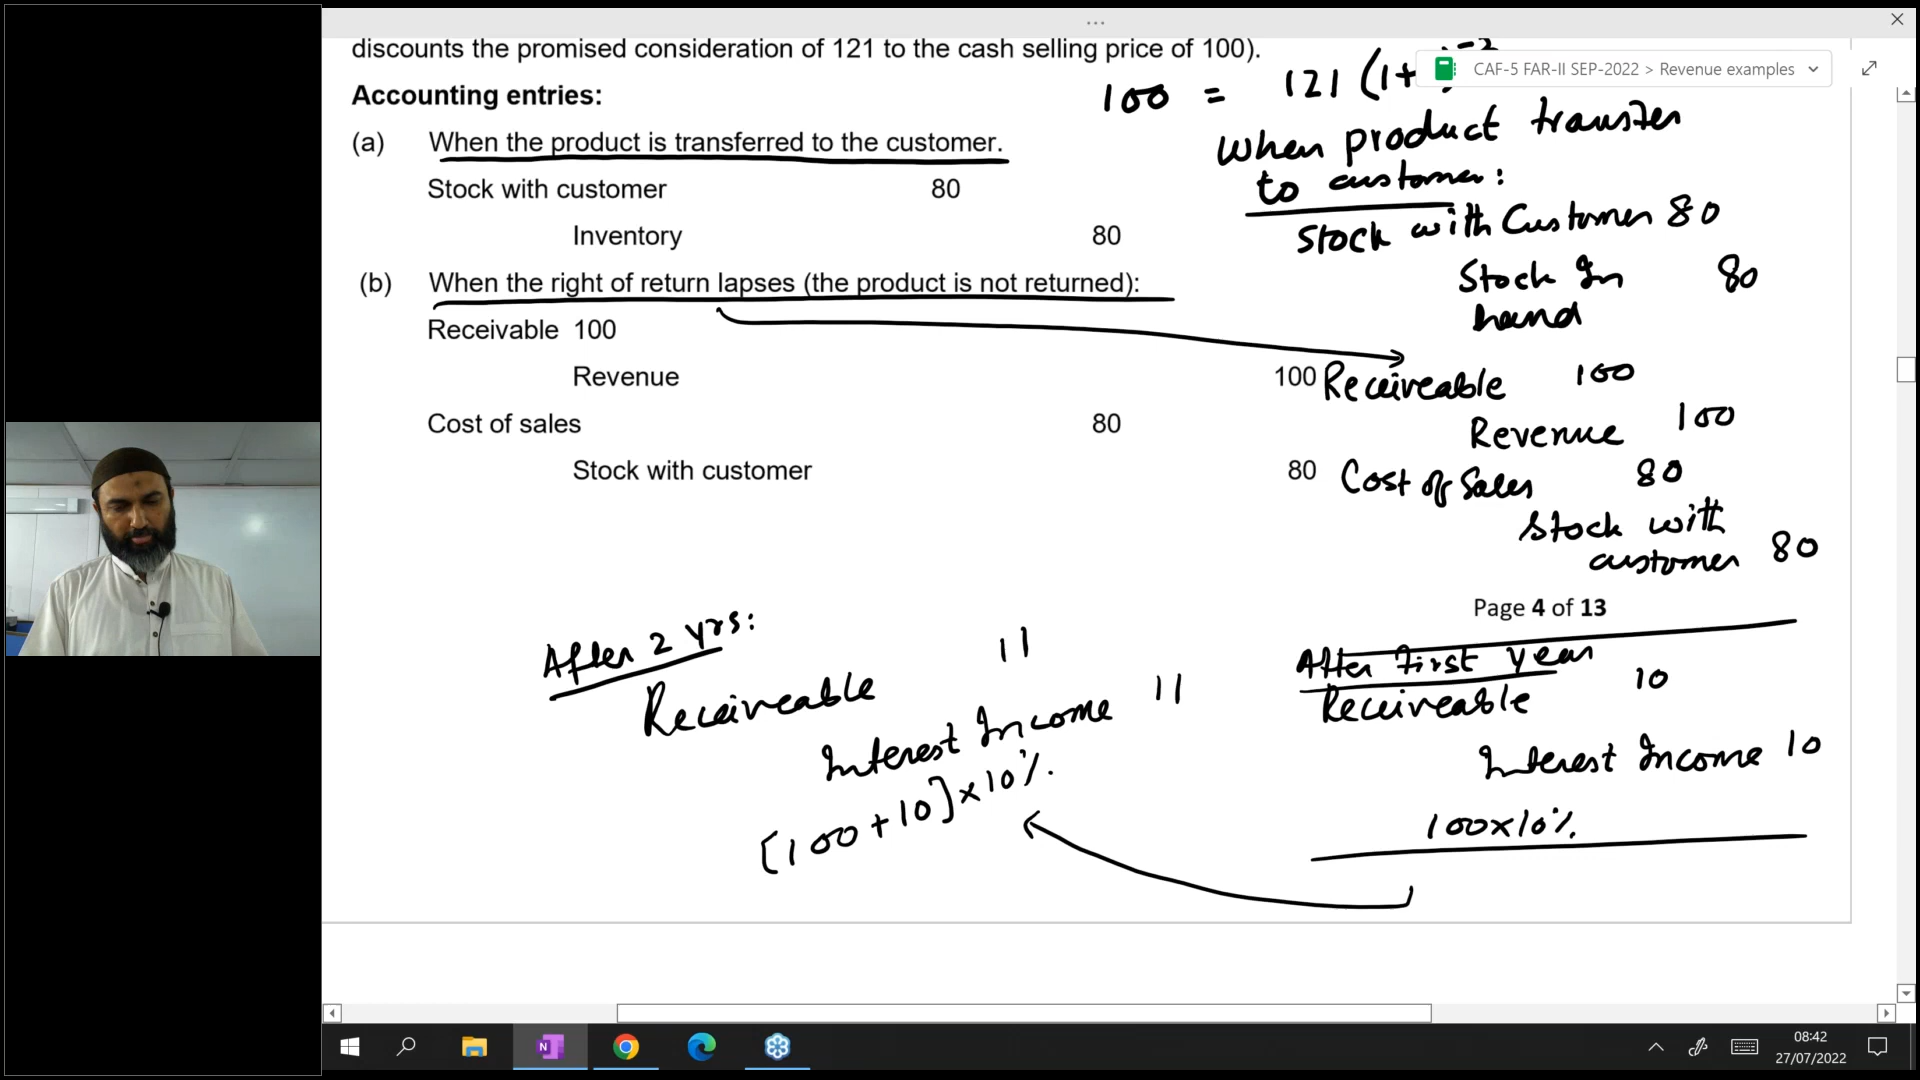 discounts the promised consideration of 121 to the cash selling price of 100).
CAF-5 FAR-II SEP-2022 > Revenue examples
Accounting entries:
100 = 121 (1+
(a) When the product is transferred to the customer.
Stock with customer 80
Inventory 80
(b) When the right of return lapses (the product is not returned):
Receivable 100
Revenue 100
Cost of sales 80
Stock with customer 80
When product transfer
to customer:
Stock with Customer 80
Stock In 80
hand
Receiveable 100
Revenue 100
Cost of Sales 80
Stock with
customer 80
Page 4 of 13
After 2 yrs:
Receiveable 11
Interest Income 11
[100+10]×10%.
After First year
Receiveable 10
Interest Income 10
100×10%.
N
08:42
27/07/2022